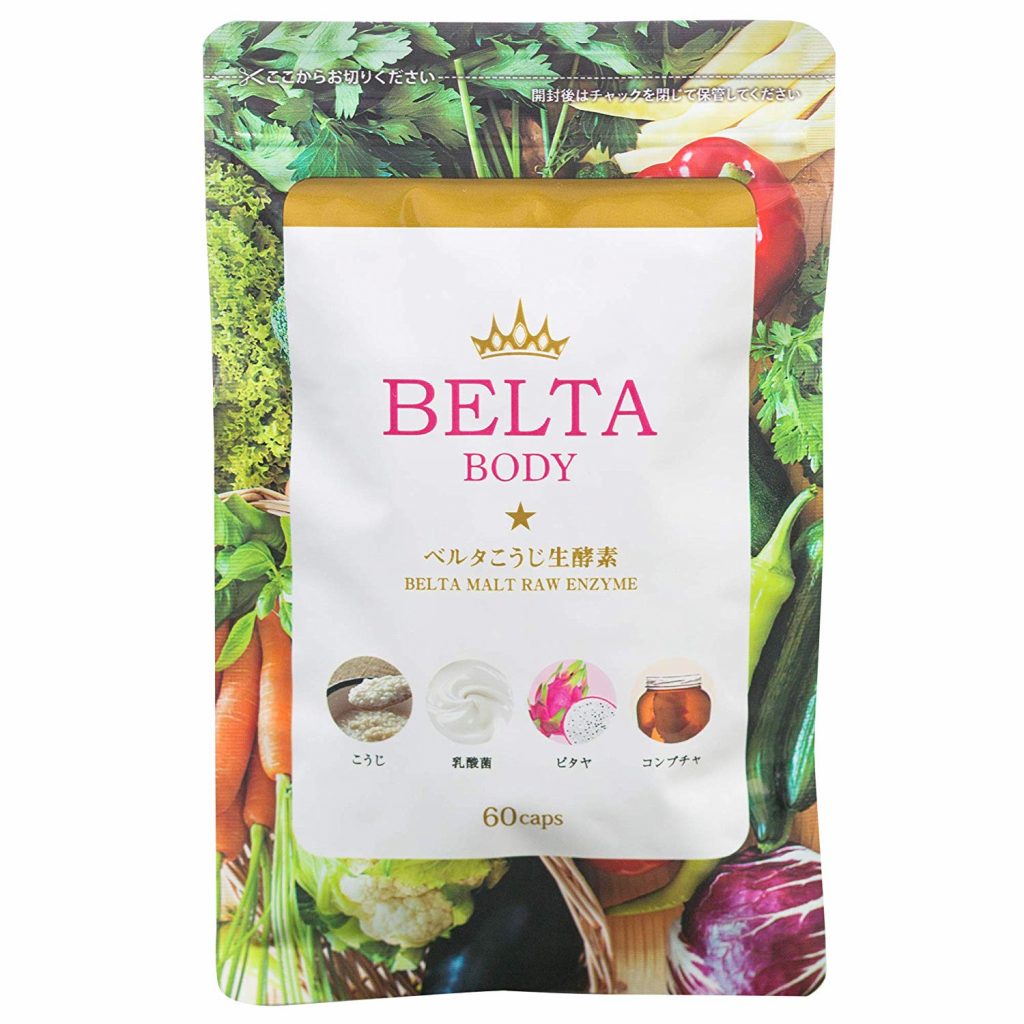 ここからお切りください
開封後はチャックを閉じて保管してください
BELTA
BODY
ベルタこうじ生酵素
BELTA MALT RAW ENZYME
こうじ
乳酸菌
ピタヤ
コンブチャ
60caps